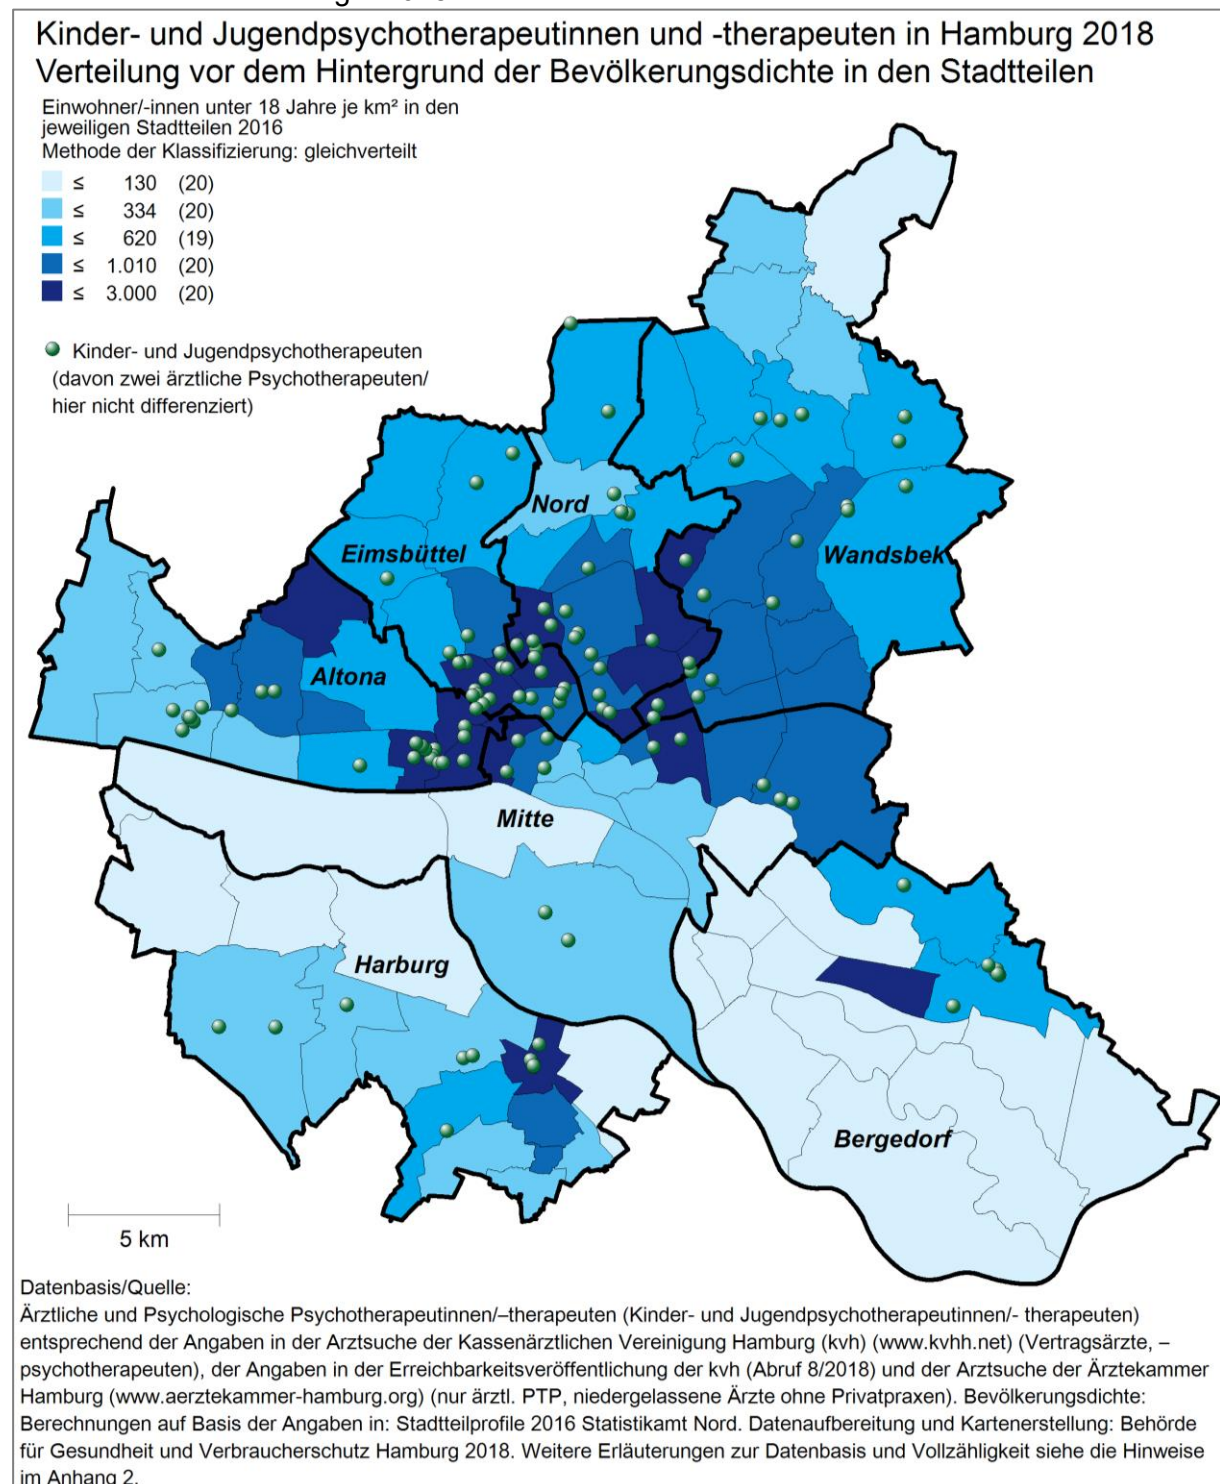 Kinder- und Jugendpsychotherapeutinnen und -therapeuten in Hamburg 2018
Verteilung vor dem Hintergrund der Bevölkerungsdichte in den Stadtteilen
Einwohner/-innen unter 18 Jahre je km² in den
jeweiligen Stadtteilen 2016
Methode der Klassifizierung: gleichverteilt
≤ 130 (20)
≤ 334 (20)
≤ 620 (19)
≤ 1.010 (20)
≤ 3.000 (20)
Kinder- und Jugendpsychotherapeuten
(davon zwei ärztliche Psychotherapeuten/
hier nicht differenziert)
Nord
Eimsbüttel
Wandsbek
Altona
Mitte
Harburg
Bergedorf
5 km
Datenbasis/Quelle:
Ärztliche und Psychologische Psychotherapeutinnen/–therapeuten (Kinder- und Jugendpsychotherapeutinnen/- therapeuten)
entsprechend der Angaben in der Arztsuche der Kassenärztlichen Vereinigung Hamburg (kvh) (www.kvhh.net) (Vertragsärzte, –
psychotherapeuten), der Angaben in der Erreichbarkeitsveröffentlichung der kvh (Abruf 8/2018) und der Arztsuche der Ärztekammer
Hamburg (www.aerztekammer-hamburg.org) (nur ärztl. PTP, niedergelassene Ärzte ohne Privatpraxen). Bevölkerungsdichte:
Berechnungen auf Basis der Angaben in: Stadtteilprofile 2016 Statistikamt Nord. Datenaufbereitung und Kartenerstellung: Behörde
für Gesundheit und Verbraucherschutz Hamburg 2018. Weitere Erläuterungen zur Datenbasis und Vollzähligkeit siehe die Hinweise
im Anhang 2.